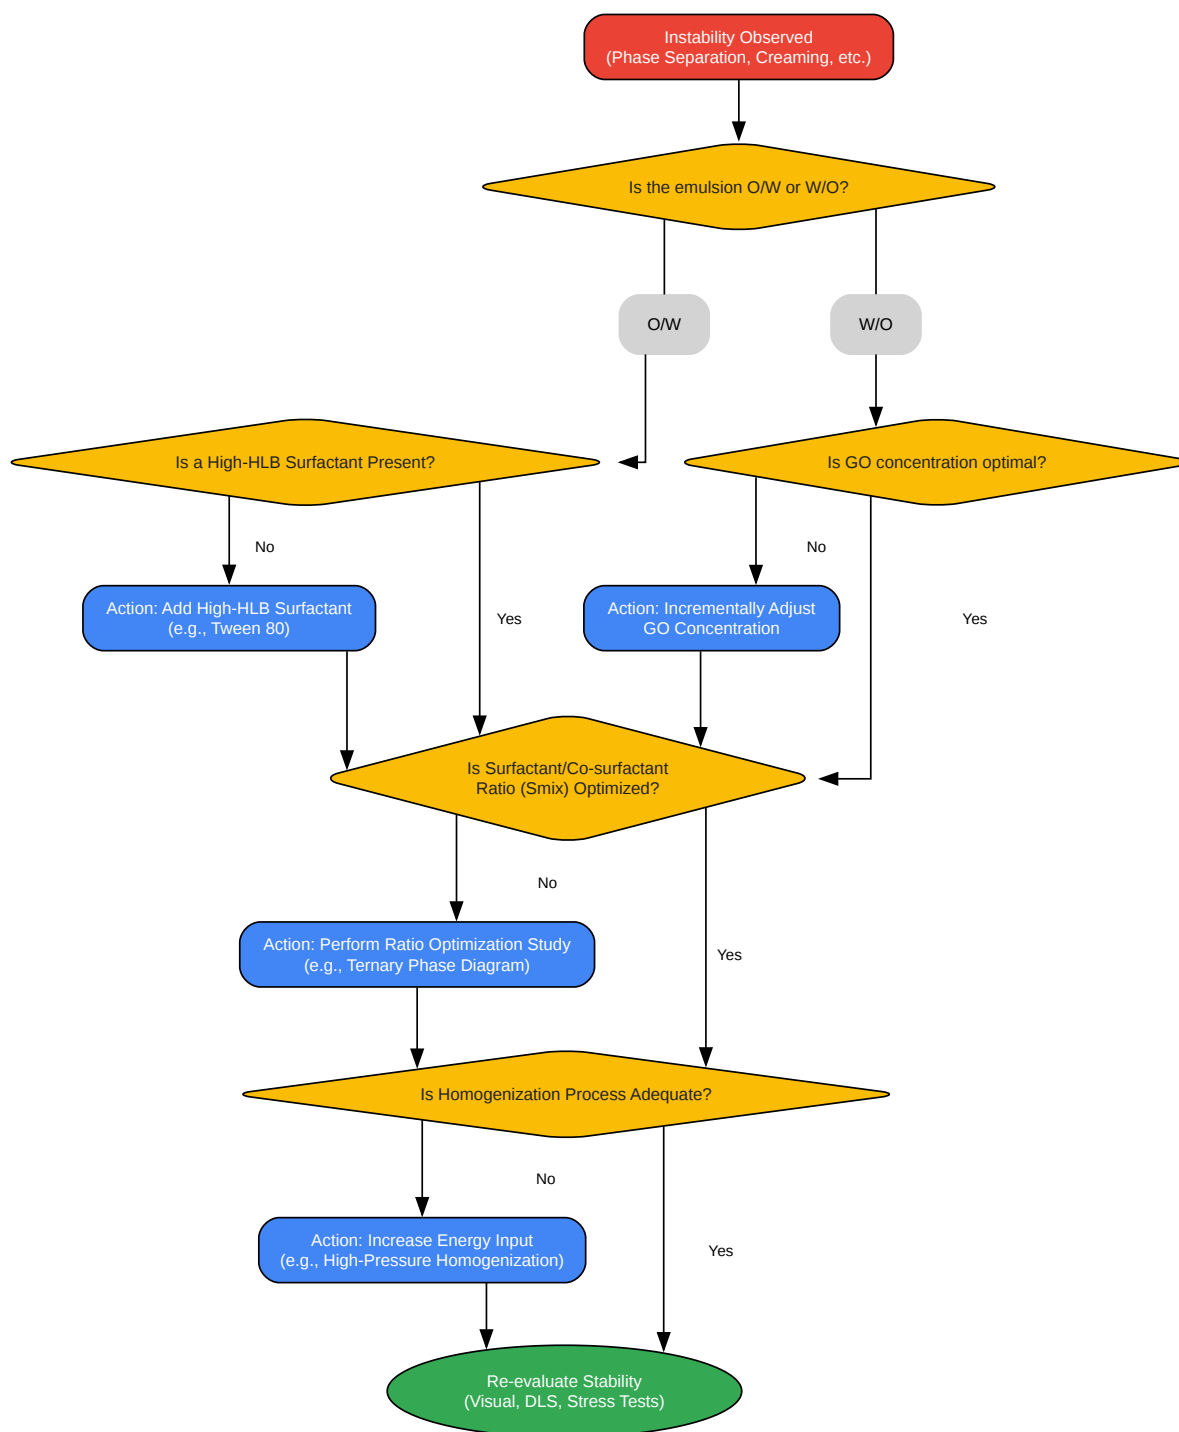 Instability Observed
(Phase Separation, Creaming, etc.)
Is the emulsion O/W or W/O?
O/W
W/O
Is a High-HLB Surfactant Present?
Is GO concentration optimal?
No
No
Action: Add High-HLB Surfactant
(e.g., Tween 80)
Yes
Action: Incrementally Adjust
GO Concentration
Yes
Is Surfactant/Co-surfactant
Ratio (Smix) Optimized?
No
Action: Perform Ratio Optimization Study
(e.g., Ternary Phase Diagram)
Yes
Is Homogenization Process Adequate?
No
Action: Increase Energy Input
(e.g., High-Pressure Homogenization)
Yes
Re-evaluate Stability
(Visual, DLS, Stress Tests)